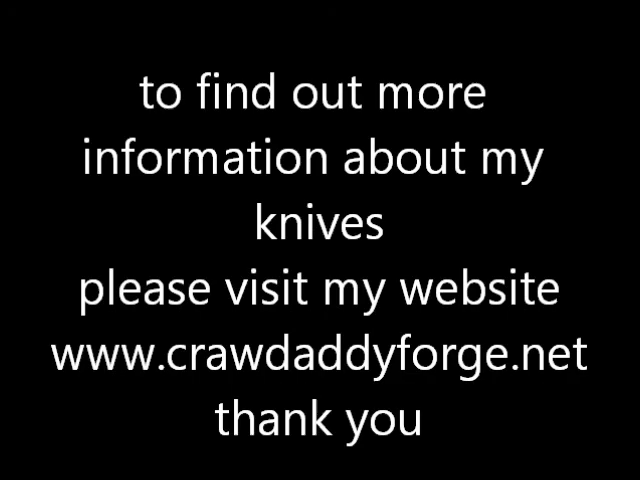 to find out more
information about my
knives
please visit my website
www.crawdaddyforge.net
thank you